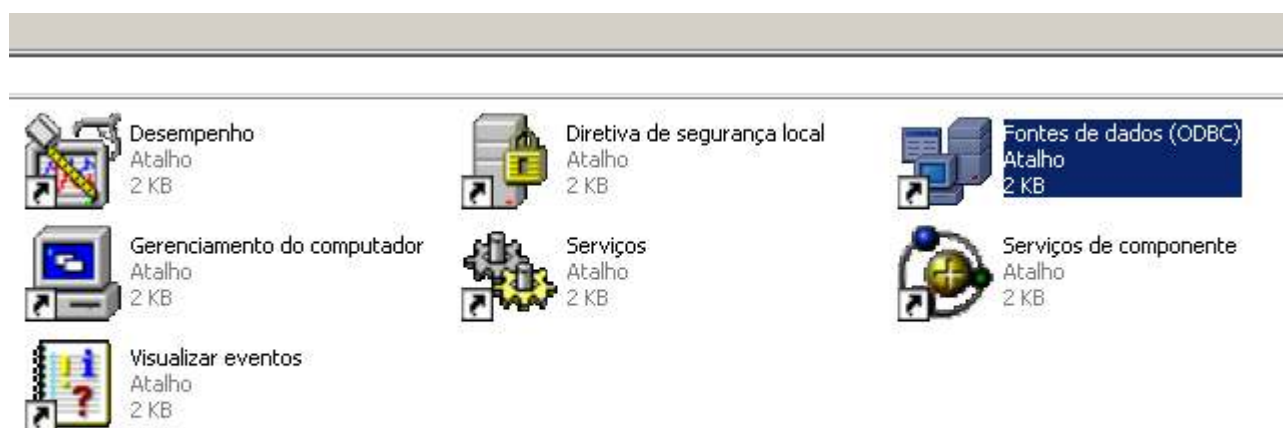 Desempenho
Atalho
2 KB
Diretiva de segurança local
Atalho
2 KB
Fontes de dados (ODBC)
Atalho
2 KB
Gerenciamento do computador
Atalho
2 KB
Serviços
Atalho
2 KB
Serviços de componente
Atalho
2 KB
Visualizar eventos
Atalho
2 KB